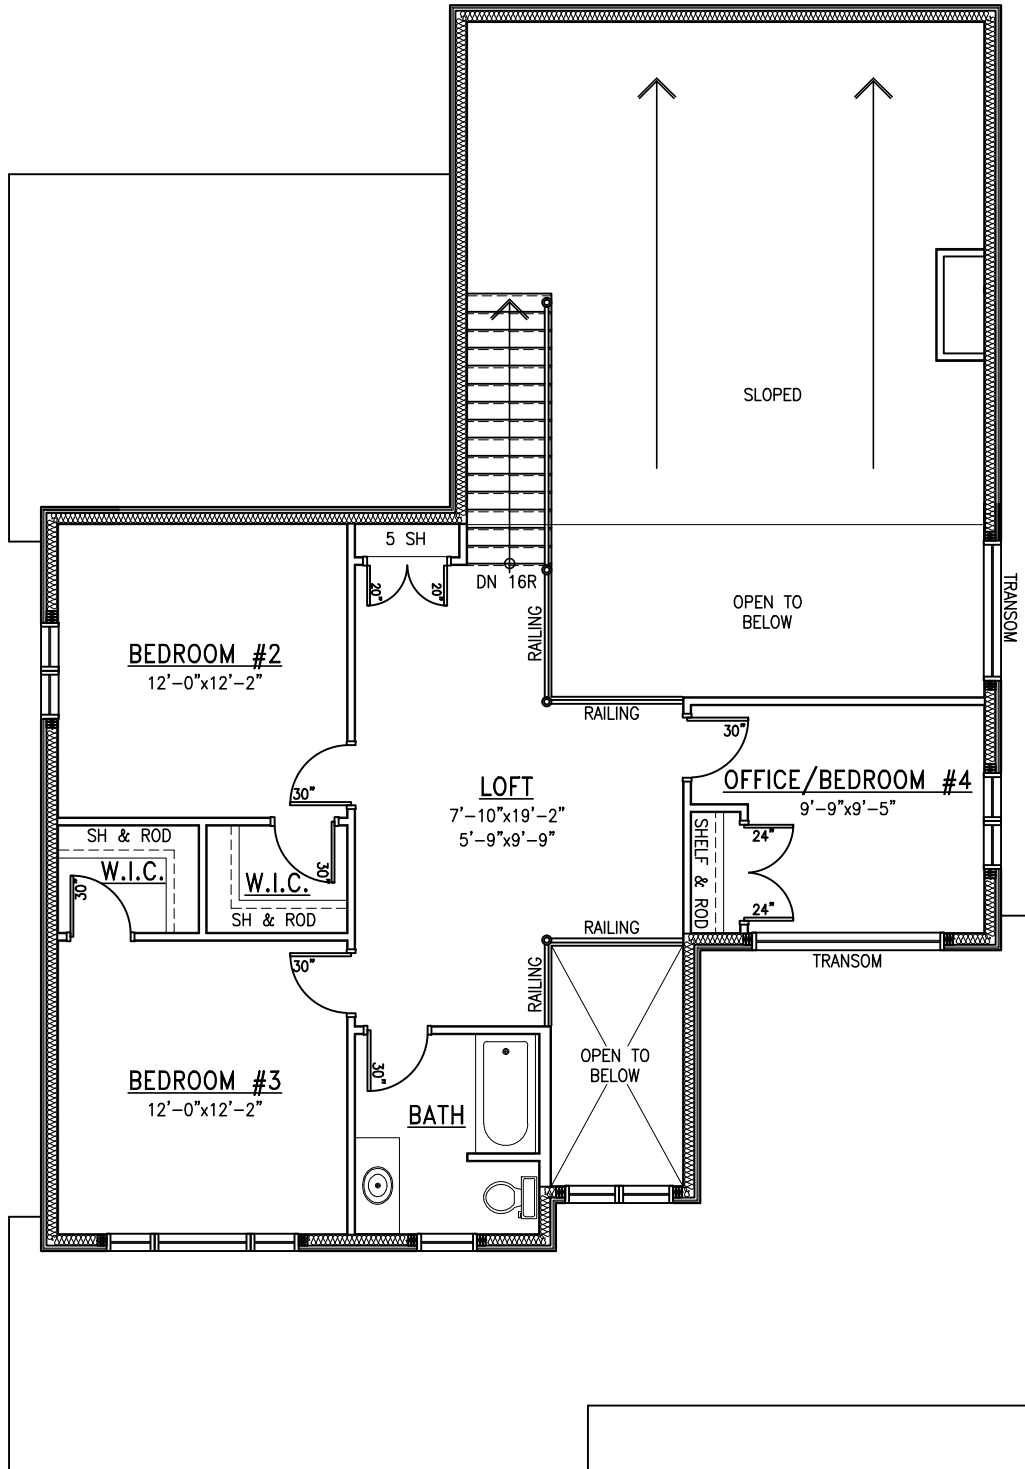 SLOPED
5 SH
20"
20"
DN 16R
TRANSOM
OPEN TO
BELOW
RAILING
BEDROOM #2
12'-0"x12'-2"
RAILING
30"
OFFICE/BEDROOM #4
9'-9"x9'-5"
LOFT
7'-10"x19'-2"
5'-9"x9'-9"
30"
SH & ROD
W.I.C.
30"
30"
W.I.C.
SH & ROD
SHELF & ROD
24"
24"
RAILING
TRANSOM
30"
RAILING
OPEN TO
BELOW
30"
BEDROOM #3
12'-0"x12'-2"
BATH